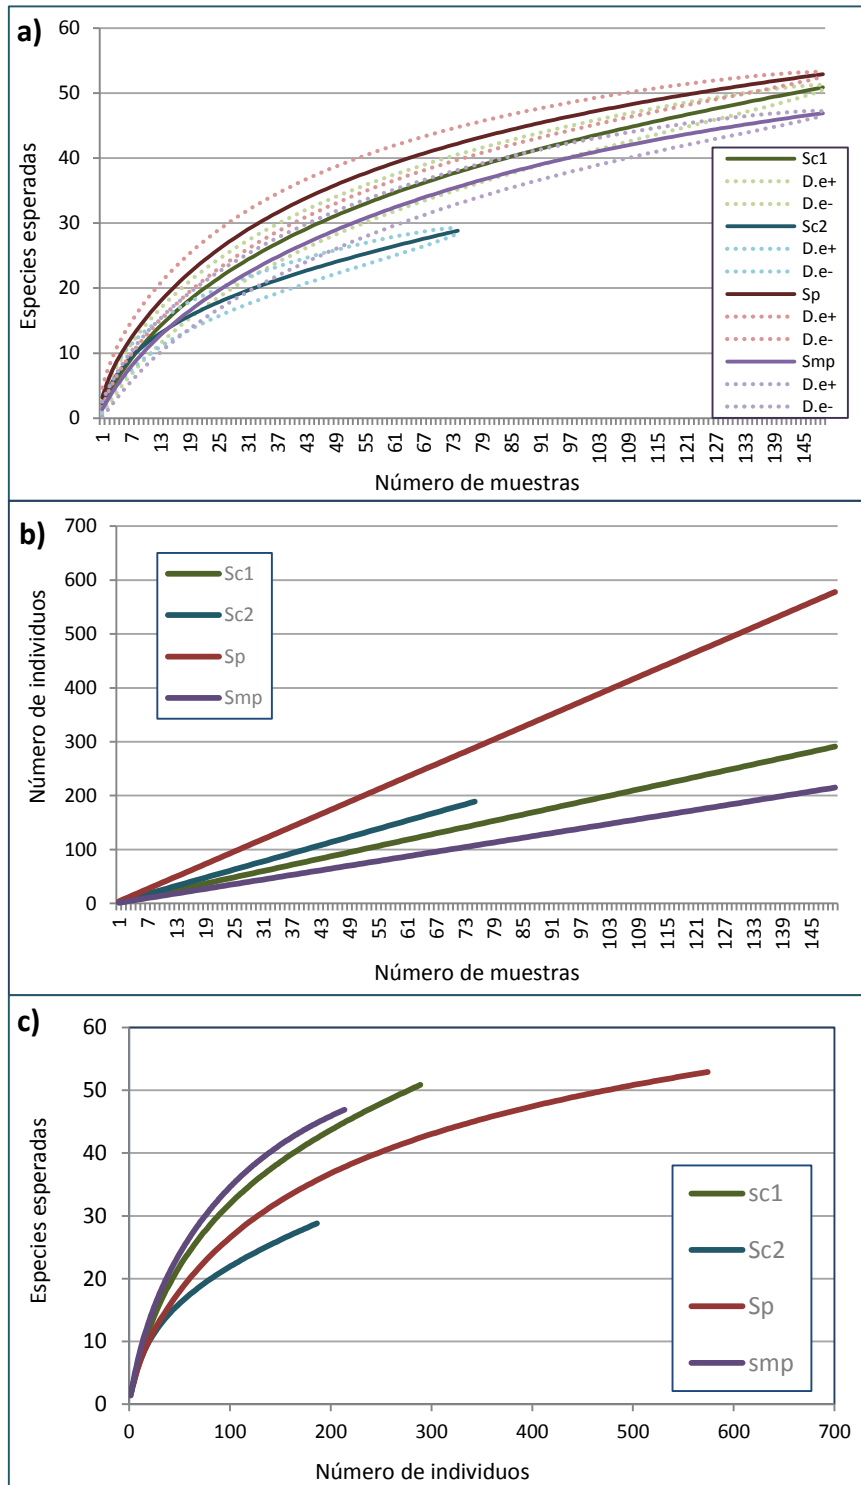 a)
60
50
40
30
20
10
0
Especies esperadas
1 7 13 19 25 31 37 43 49 55 61 67 73 79 85 91 97 103 109 115 121 127 133 139 145
Número de muestras
Sc1
D.e+
D.e-
Sc2
D.e+
D.e-
Sp
D.e+
D.e-
Smp
D.e+
D.e-
b)
700
600
500
400
300
200
100
0
Número de individuos
1 7 13 19 25 31 37 43 49 55 61 67 73 79 85 91 97 103 109 115 121 127 133 139 145
Número de muestras
Sc1
Sc2
Sp
Smp
c)
60
50
40
30
20
10
0
Especies esperadas
0 100 200 300 400 500 600 700
Número de individuos
sc1
Sc2
Sp
smp